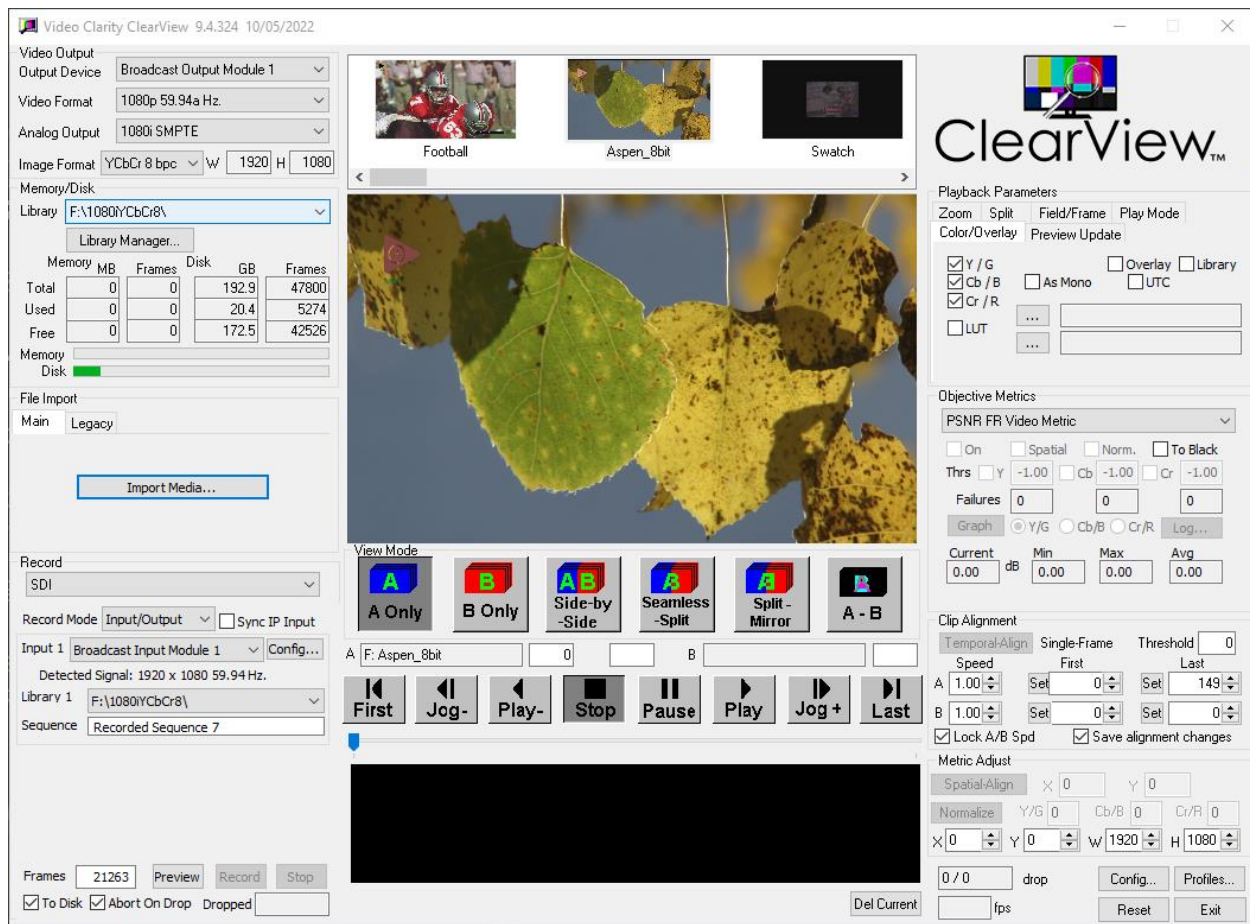 Video Clarity ClearView 9.4.324 10/05/2022
Video Output
Output Device Broadcast Output Module 1
Video Format 1080p 59.94a Hz.
Analog Output 1080i SMPTE
Image Format YCbCr 8 bpc W 1920 H 1080
Memory/Disk
Library F:\1080iYCbCr8\
Library Manager...
Memory MB Frames Disk GB Frames
Total 0 0 192.9 47800
Used 0 0 20.4 5274
Free 0 0 172.5 42526
Memory
Disk
File Import
Main Legacy
Import Media...
Record
SDI
Record Mode Input/Output Sync IP Input
Input 1 Broadcast Input Module 1 Config...
Detected Signal: 1920 x 1080 59.94 Hz.
Library 1 F:\1080iYCbCr8\
Sequence Recorded Sequence 7
Frames 21263 Preview Record Stop
To Disk Abort On Drop Dropped
Football Aspen_8bit Swatch
View Mode
A A Only
B B Only
AB Side-by-Side
AB Seamless-Split
Split-Mirror
A - B
A F: Aspen_8bit 0 B
First Jog- Play- Stop Pause Play Jog + Last
Del Current
ClearView TM
Playback Parameters
Zoom Split Field/Frame Play Mode
Color/Overlay Preview Update
Y / G Overlay Library
Cb / B As Mono UTC
Cr / R
...
LUT
...
Objective Metrics
PSNR FR Video Metric
On Spatial Norm. To Black
Thrs Y -1.00 Cb -1.00 Cr -1.00
Failures 0 0 0
Graph Y/G Cb/B Cr/R Log...
Current Min Max Avg
0.00 dB 0.00 0.00 0.00
Clip Alignment
Temporal-Align Single-Frame Threshold 0
Speed First Last
A 1.00 Set 0 Set 149
B 1.00 Set 0 Set 0
Lock A/B Spd Save alignment changes
Metric Adjust
Spatial-Align X 0 Y 0
Normalize Y/G 0 Cb/B 0 Cr/R 0
X 0 Y 0 W 1920 H 1080
0 / 0 drop Config... Profiles...
fps Reset Exit